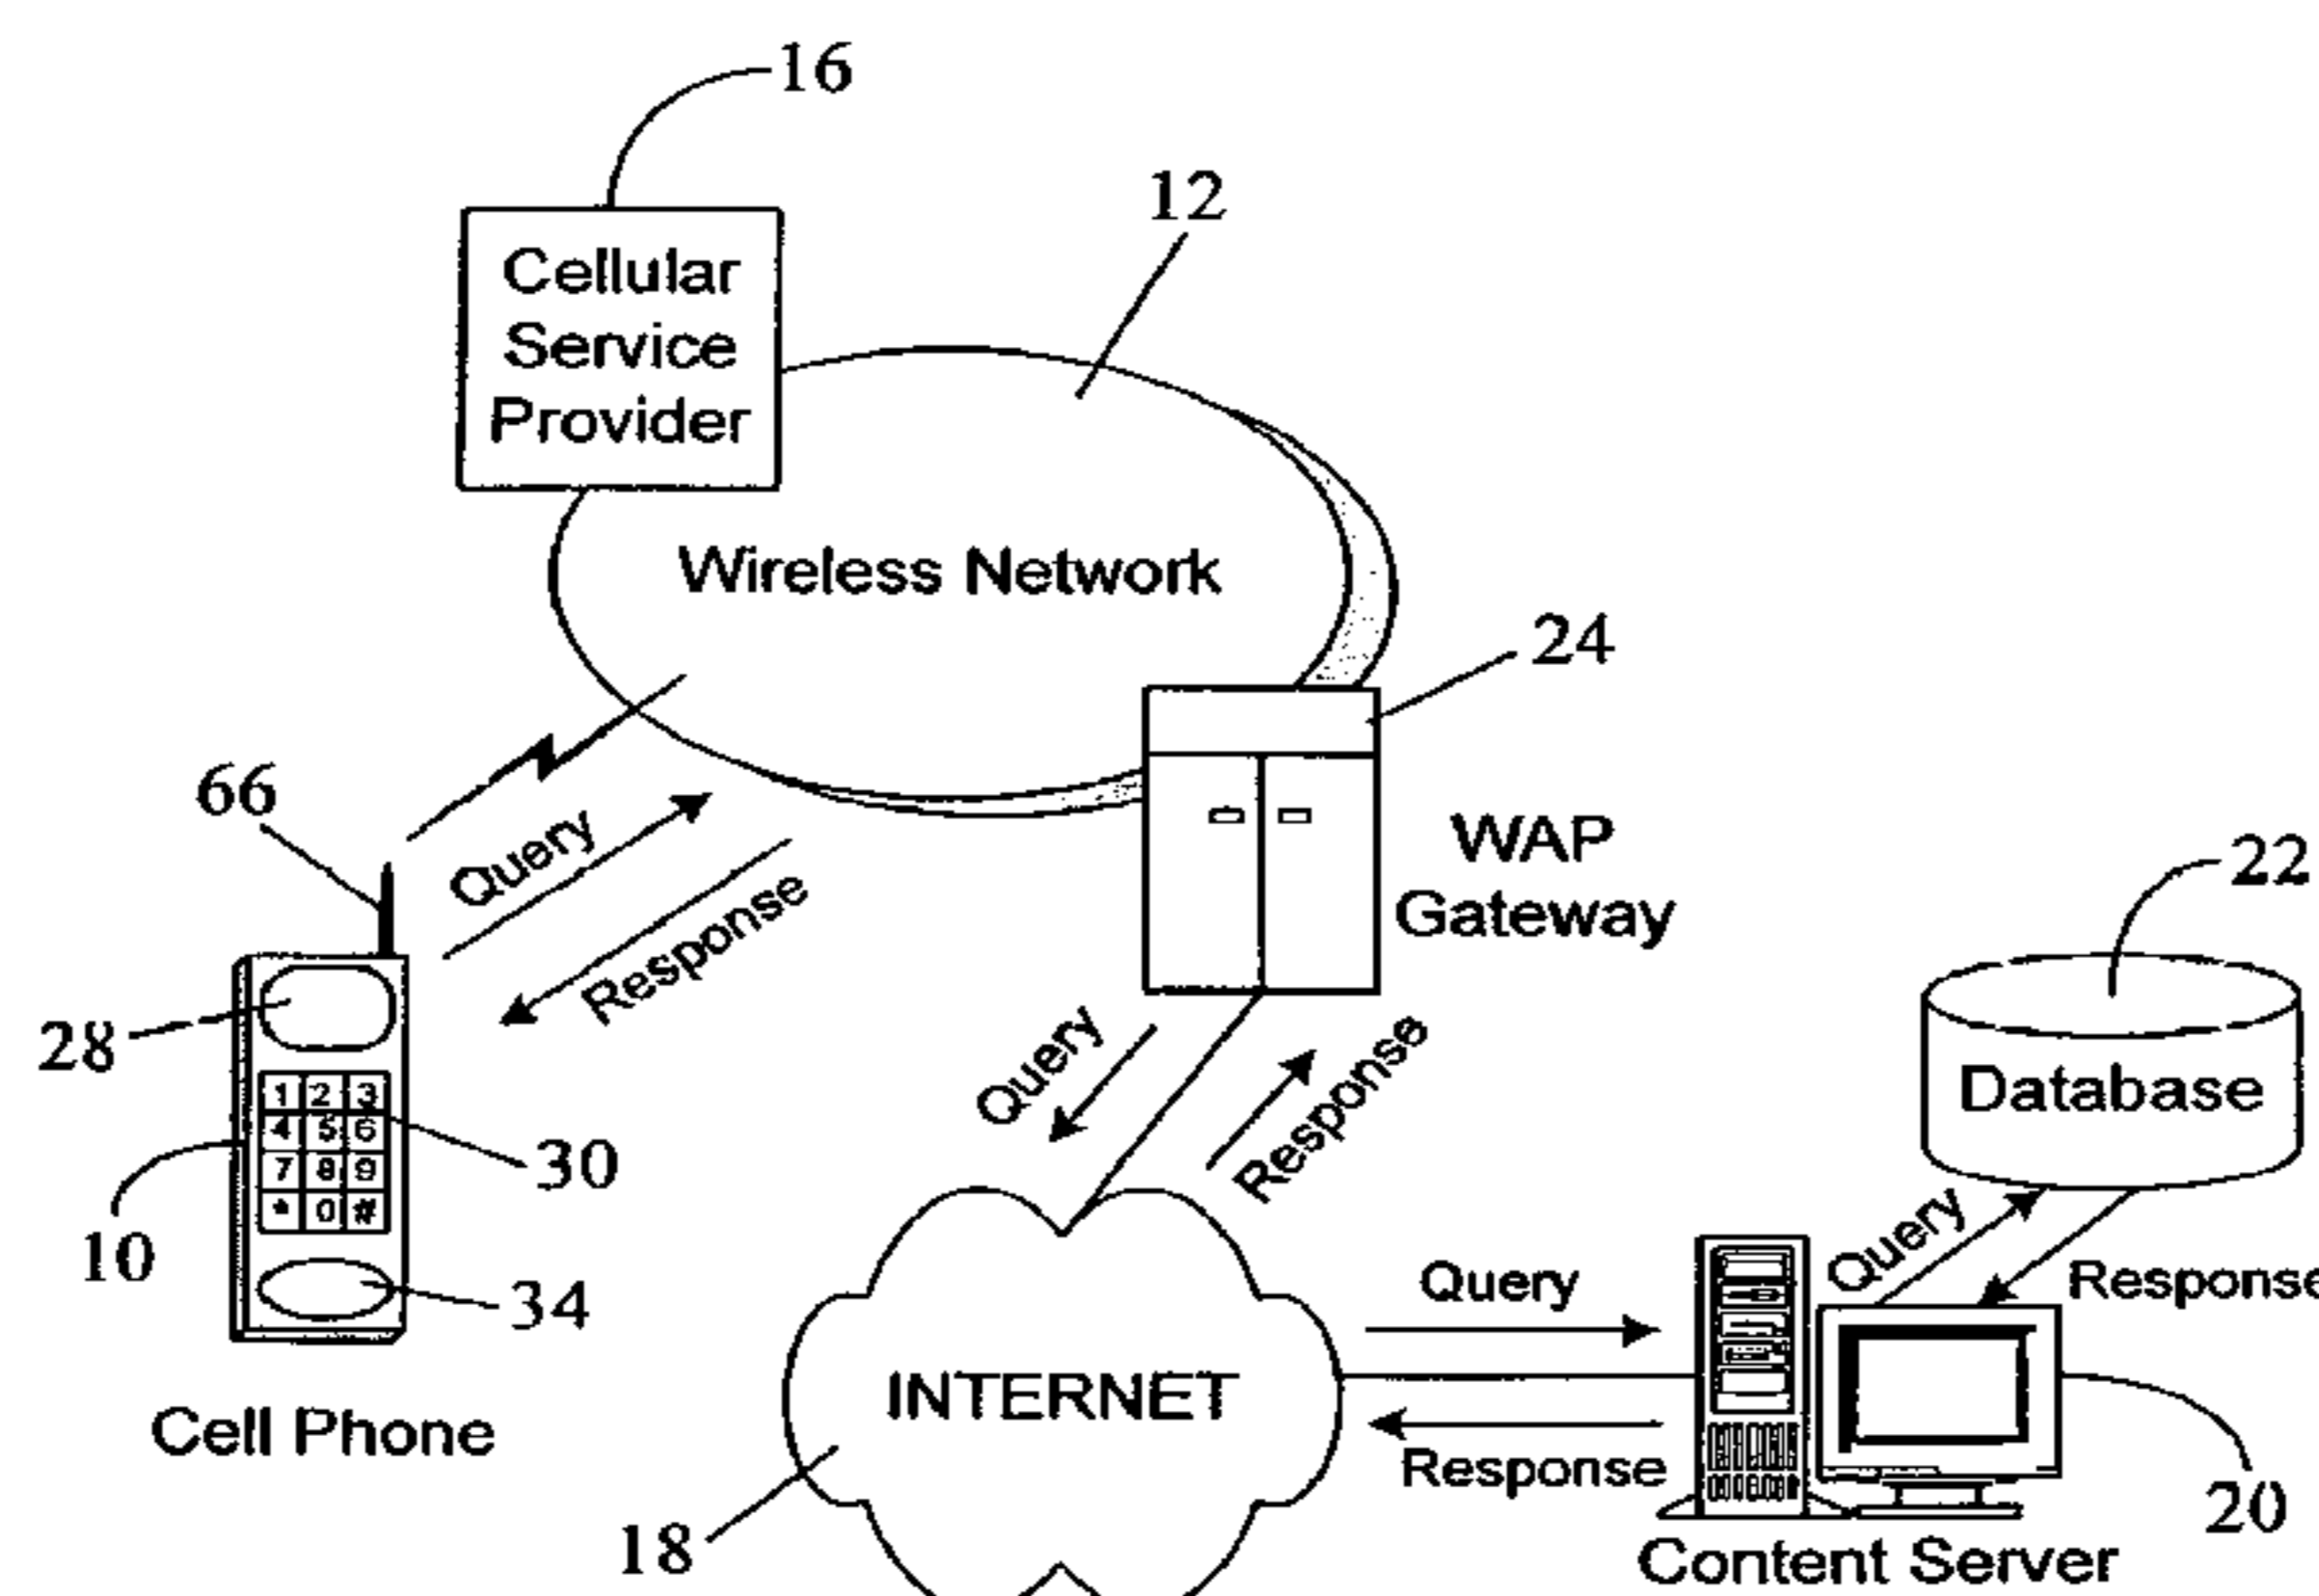 16
12
Cellular
Service
Provider
Wireless Network
24
66
Query
Response
WAP
Gateway
22
28
Database
1 2 3
4 5 6
7 8 9
* 0 #
30
10
34
Query
Response
Query
Response
Query
Response
INTERNET
Cell Phone
18
20
Content Server